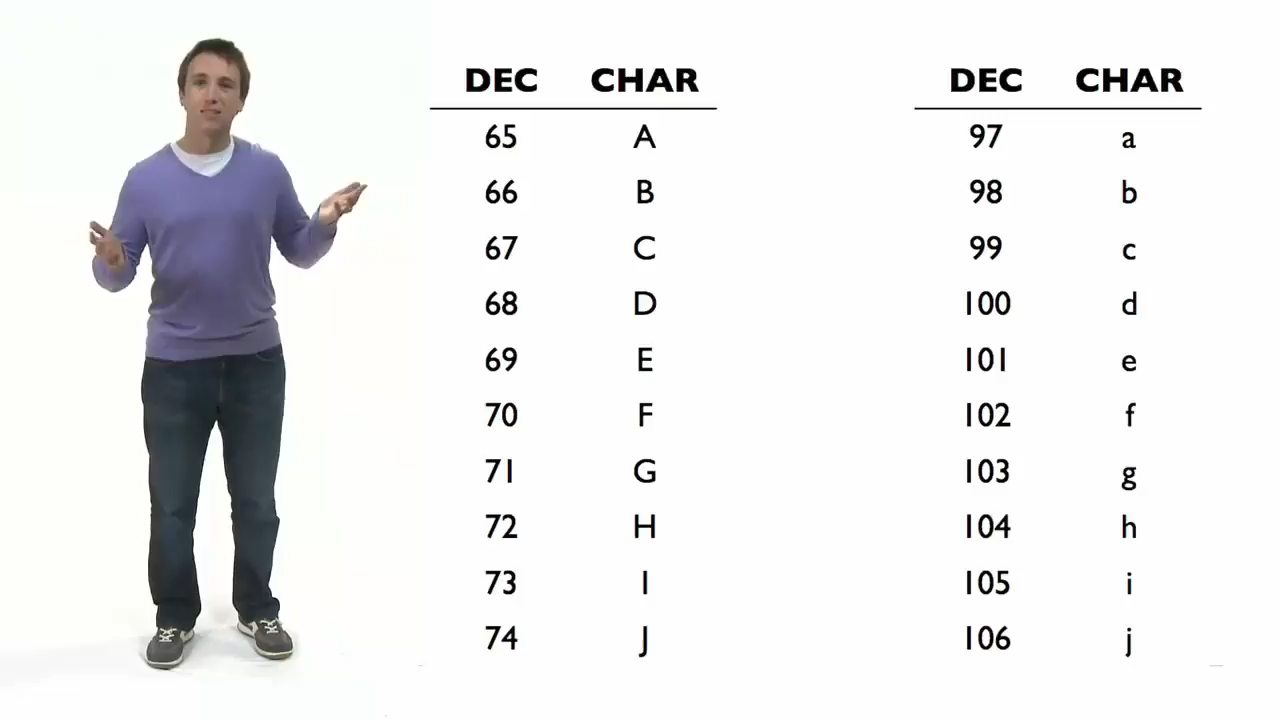 DEC CHAR DEC CHAR
65 A 97 a
66 B 98 b
67 C 99 c
68 D 100 d
69 E 101 e
70 F 102 f
71 G 103 g
72 H 104 h
73 I 105 i
74 J 106 j